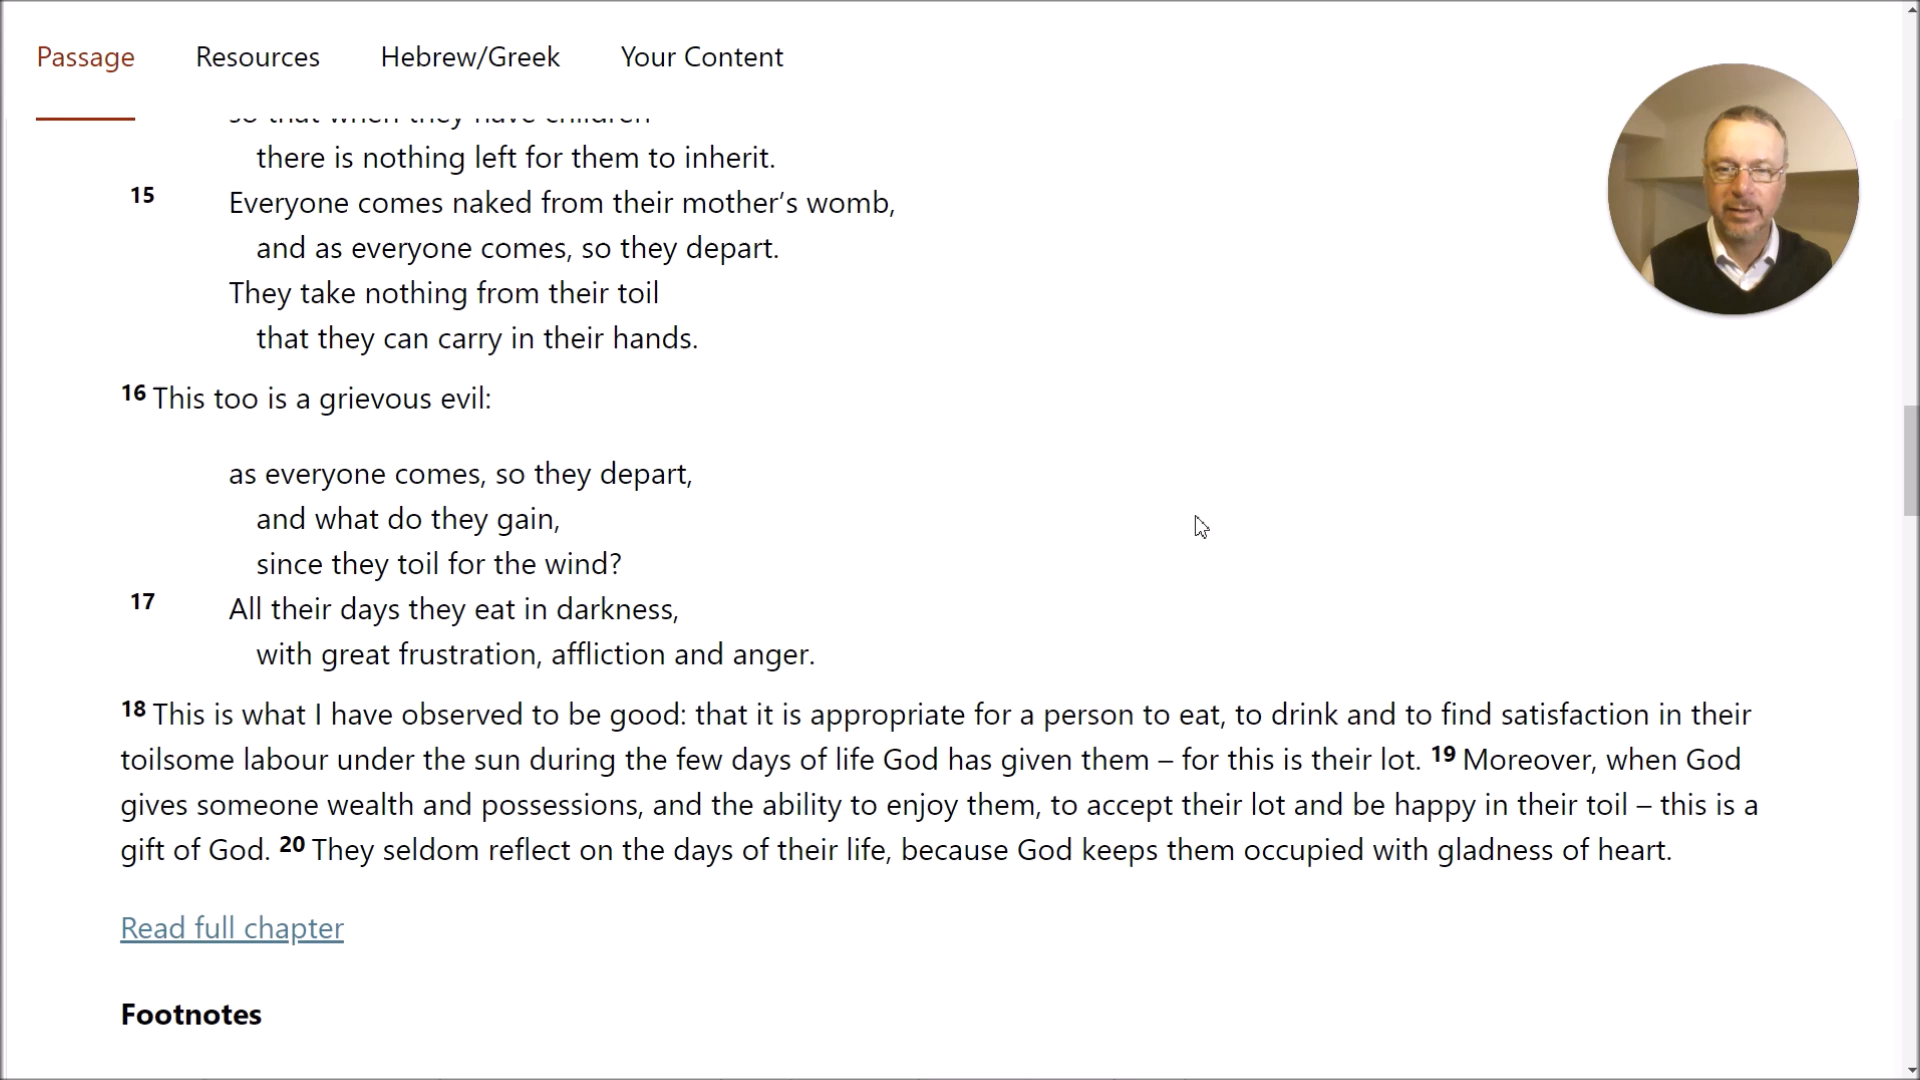 Passage Resources Hebrew/Greek Your Content
so that when they have children
there is nothing left for them to inherit.
15 Everyone comes naked from their mother’s womb,
and as everyone comes, so they depart.
They take nothing from their toil
that they can carry in their hands.
16 This too is a grievous evil:
as everyone comes, so they depart,
and what do they gain,
since they toil for the wind?
17 All their days they eat in darkness,
with great frustration, affliction and anger.
18 This is what I have observed to be good: that it is appropriate for a person to eat, to drink and to find satisfaction in their
toilsome labour under the sun during the few days of life God has given them – for this is their lot. 19 Moreover, when God
gives someone wealth and possessions, and the ability to enjoy them, to accept their lot and be happy in their toil – this is a
gift of God. 20 They seldom reflect on the days of their life, because God keeps them occupied with gladness of heart.
Read full chapter
Footnotes